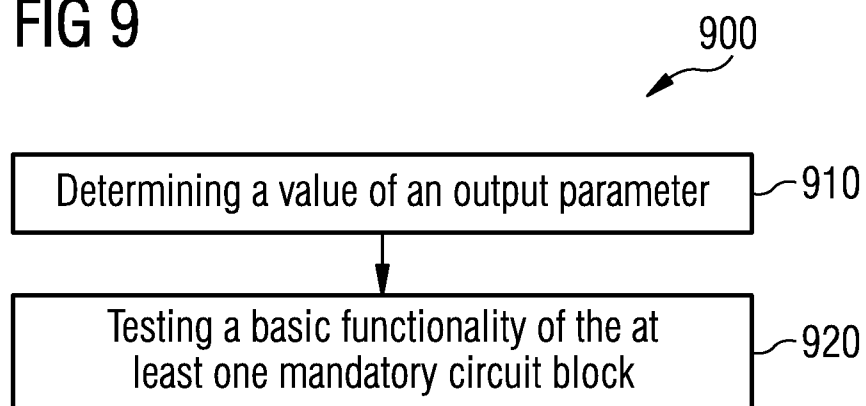 FIG 9
900
Determining a value of an output parameter
910
Testing a basic functionality of the at
least one mandatory circuit block
920